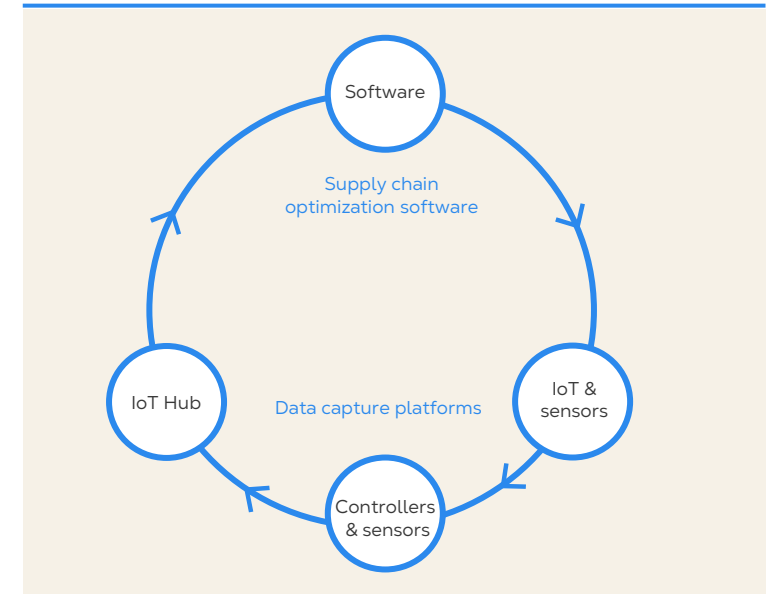 Software
Supply chain
optimization software
IoT Hub
Data capture platforms
IoT &
sensors
Controllers
& sensors